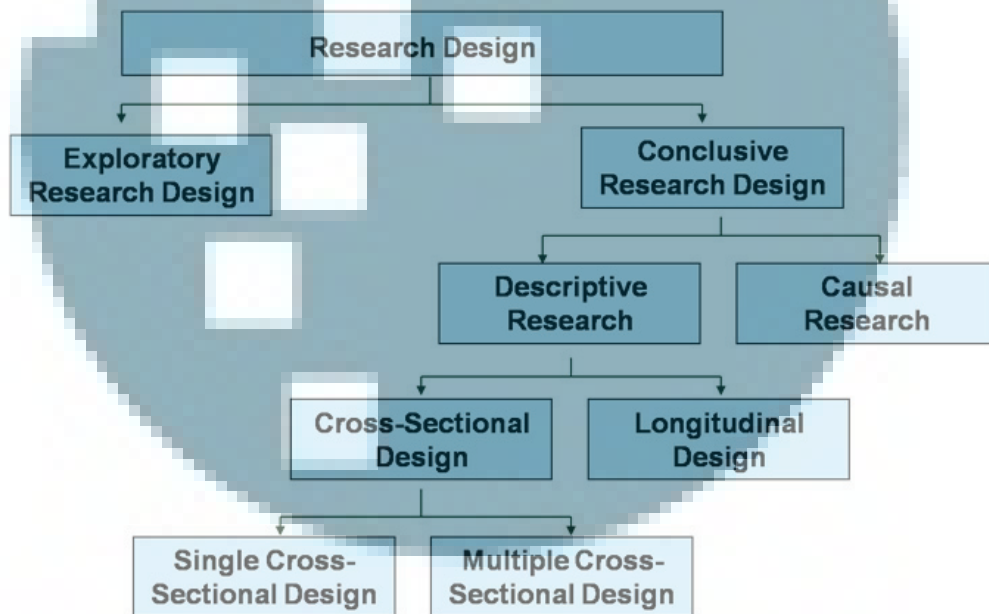 Research Design
Exploratory
Research Design
Conclusive
Research Design
Descriptive
Research
Causal
Research
Cross-Sectional
Design
Longitudinal
Design
Single Cross-
Sectional Design
Multiple Cross-
Sectional Design